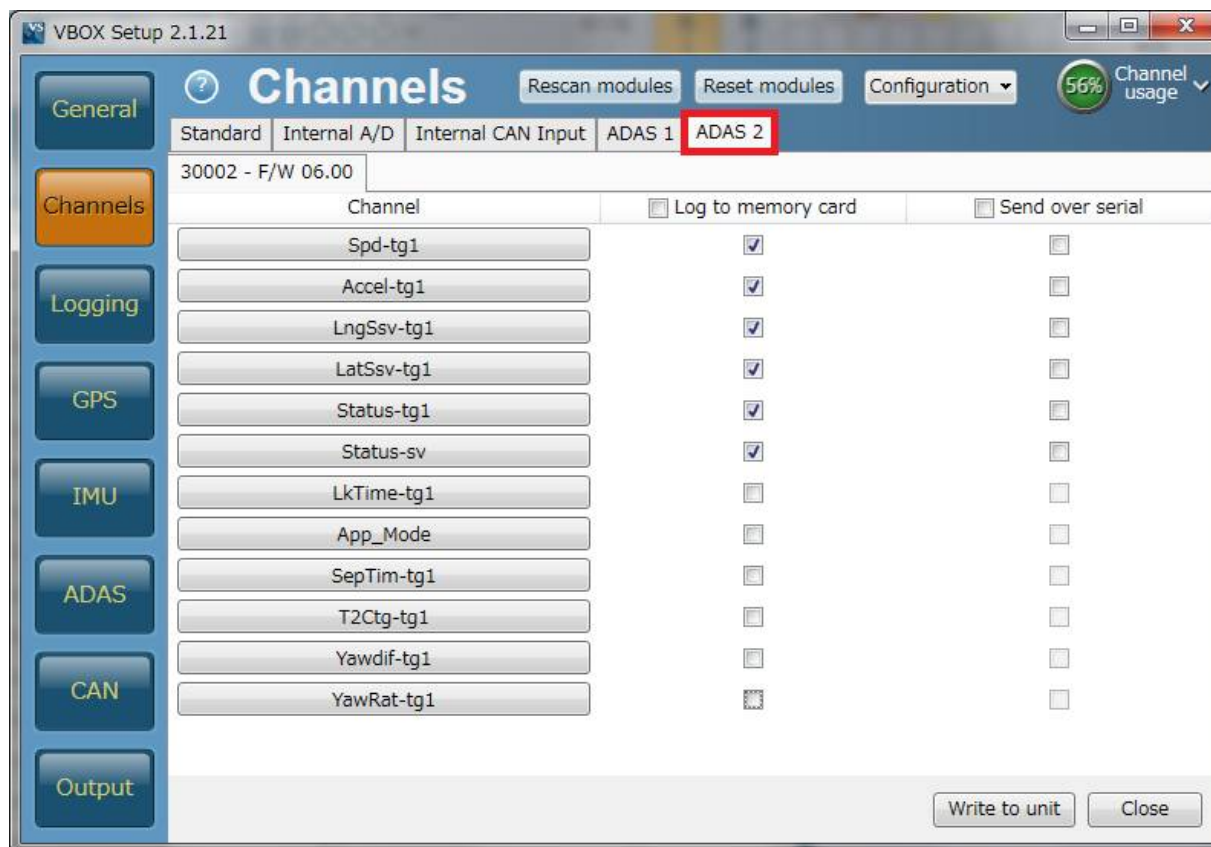 VBOX Setup 2.1.21
General
? Channels Rescan modules Reset modules Configuration 56% Channel usage
Standard Internal A/D Internal CAN Input ADAS 1 ADAS 2
30002 - F/W 06.00
Channels
Channel Log to memory card Send over serial
Spd-tg1
Accel-tg1
Logging
LngSsv-tg1
LatSsv-tg1
GPS
Status-tg1
Status-sv
IMU
LkTime-tg1
App_Mode
ADAS
SepTim-tg1
T2Ctg-tg1
Yawdif-tg1
CAN
YawRat-tg1
Output
Write to unit Close